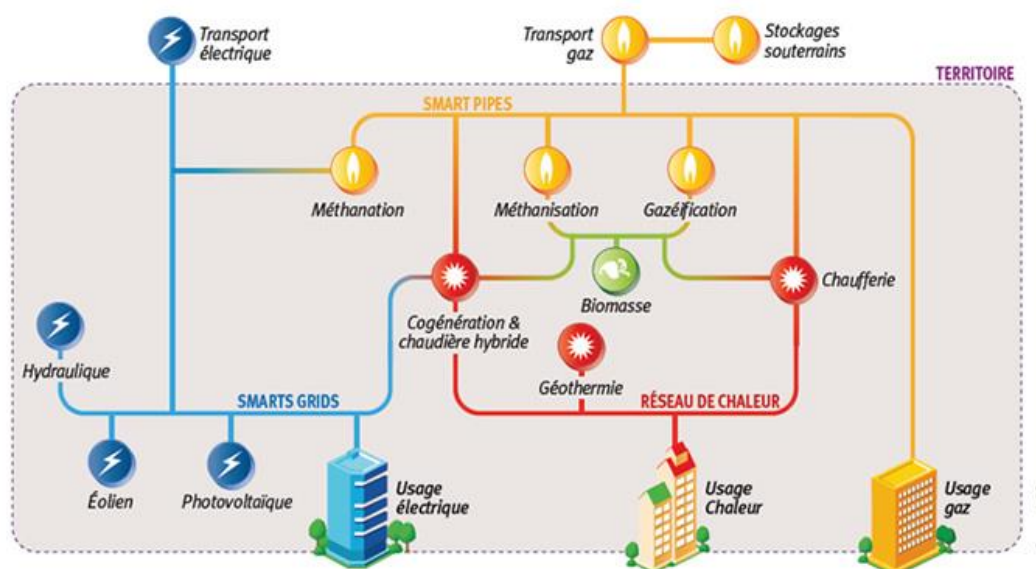 Transport
électrique
Transport
gaz
Stockages
souterrains
TERRITOIRE
SMART PIPES
Méthanation
Méthanisation
Gazéification
Biomasse
Chaufferie
Cogénération &
chaudière hybride
Hydraulique
Géothermie
SMARTS GRIDS
RÉSEAU DE CHALEUR
Éolien
Photovoltaïque
Usage
électrique
Usage
Chaleur
Usage
gaz